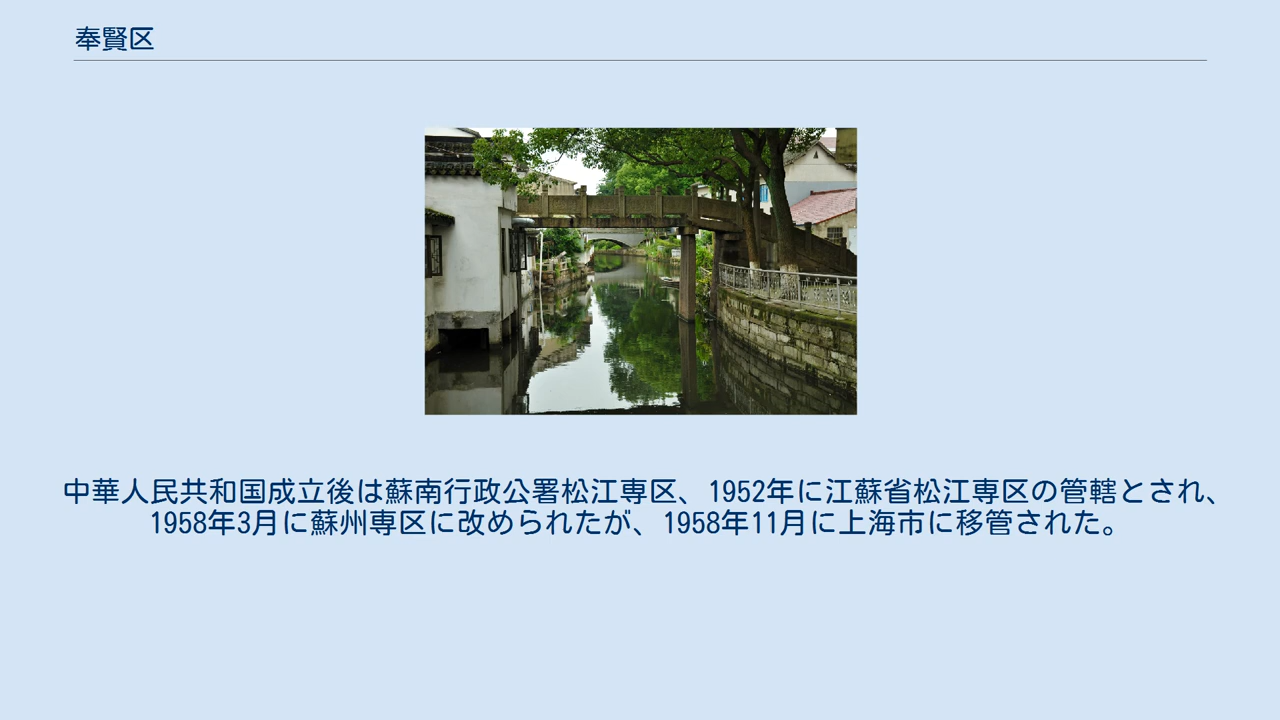 奉賢区
中華人民共和国成立後は蘇南行政公署松江専区、1952年に江蘇省松江専区の管轄とされ、
1958年3月に蘇州専区に改められたが、1958年11月に上海市に移管された。